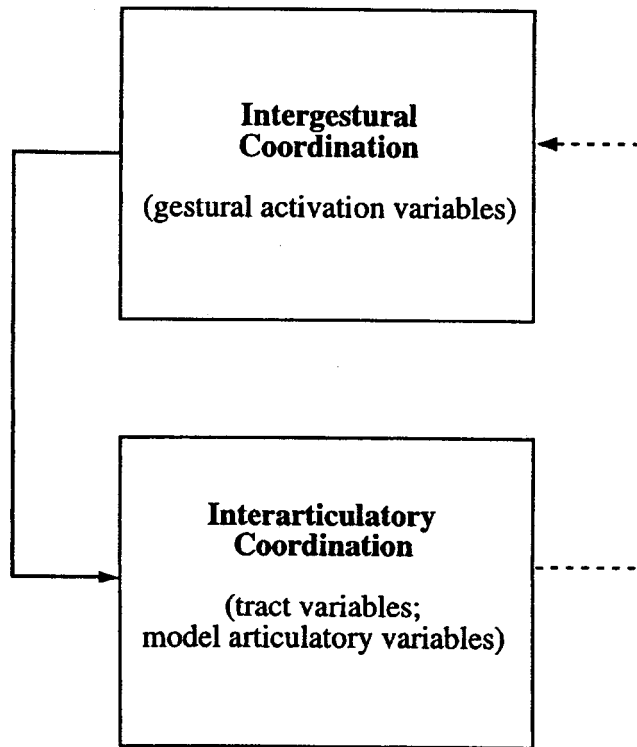 Intergestural
Coordination
(gestural activation variables)
Interarticulatory
Coordination
(tract variables;
model articulatory variables)